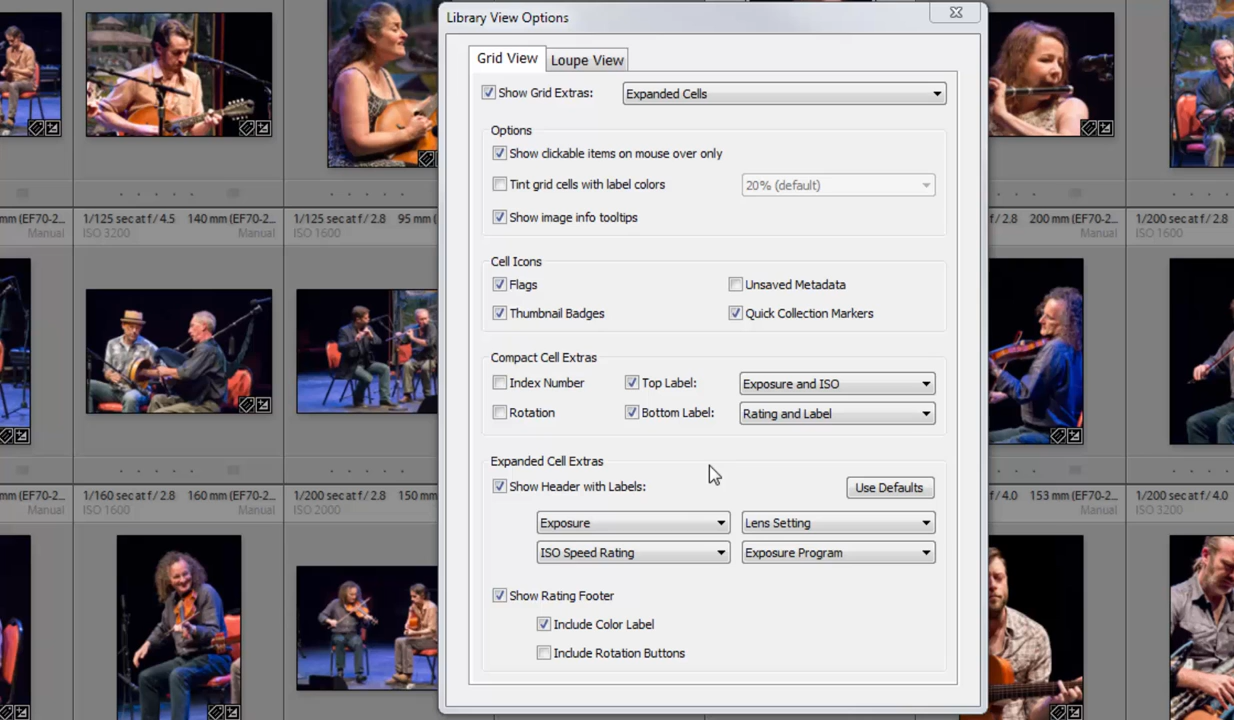 Library View Options
Grid View Loupe View
Show Grid Extras: Expanded Cells
Options
Show clickable items on mouse over only
Tint grid cells with label colors 20% (default)
Show image info tooltips
Cell Icons
Flags Unsaved Metadata
Thumbnail Badges Quick Collection Markers
Compact Cell Extras
Index Number Top Label: Exposure and ISO
Rotation Bottom Label: Rating and Label
Expanded Cell Extras
Show Header with Labels: Use Defaults
Exposure Lens Setting
ISO Speed Rating Exposure Program
Show Rating Footer
Include Color Label
Include Rotation Buttons
mm (EF70-2... 1/125 sec at f / 4.5 140 mm (EF70-2... 1/125 sec at f / 2.8 95 mm f / 2.8 200 mm (EF70-2... 1/200 sec at f / 2.8
Manual ISO 3200 Manual ISO 1600 Manual ISO 1600
mm (EF70-2... 1/160 sec at f / 2.8 160 mm (EF70-2... 1/200 sec at f / 2.8 150 mm f / 4.0 153 mm (EF70-2... 1/200 sec at f / 4.0
Manual ISO 1600 Manual ISO 2000 Manual ISO 3200